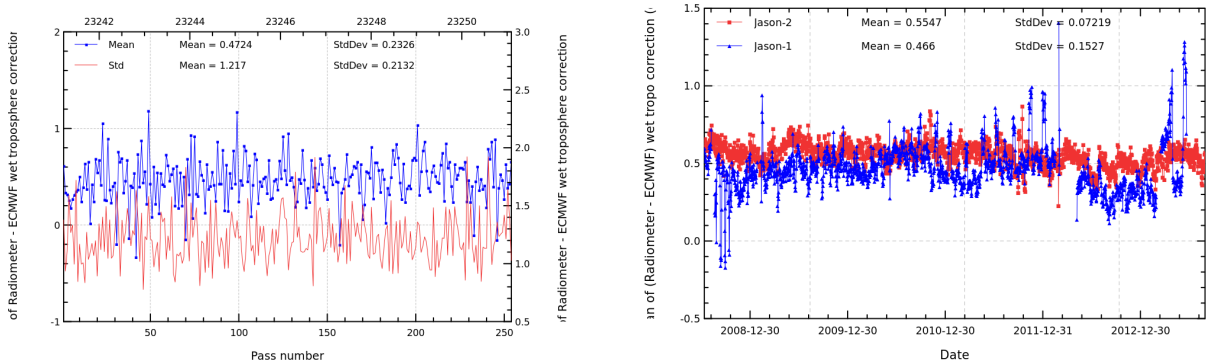 23242 23244 23246 23248 23250
Mean Mean = 0.4724 StdDev = 0.2326
Std Mean = 1.217 StdDev = 0.2132
2
1
0
-1
3.0
2.5
2.0
1.5
1.0
0.5
50 100 150 200 250
Pass number
of Radiometer - ECMWF wet troposphere correction
of Radiometer - ECMWF wet troposphere correction
Jason-2 Mean = 0.5547 StdDev = 0.07219
Jason-1 Mean = 0.466 StdDev = 0.1527
1.5
1.0
0.5
0.0
-0.5
2008-12-30 2009-12-30 2010-12-30 2011-12-31 2012-12-30
Date
an of (Radiometer - ECMWF) wet tropo correction (